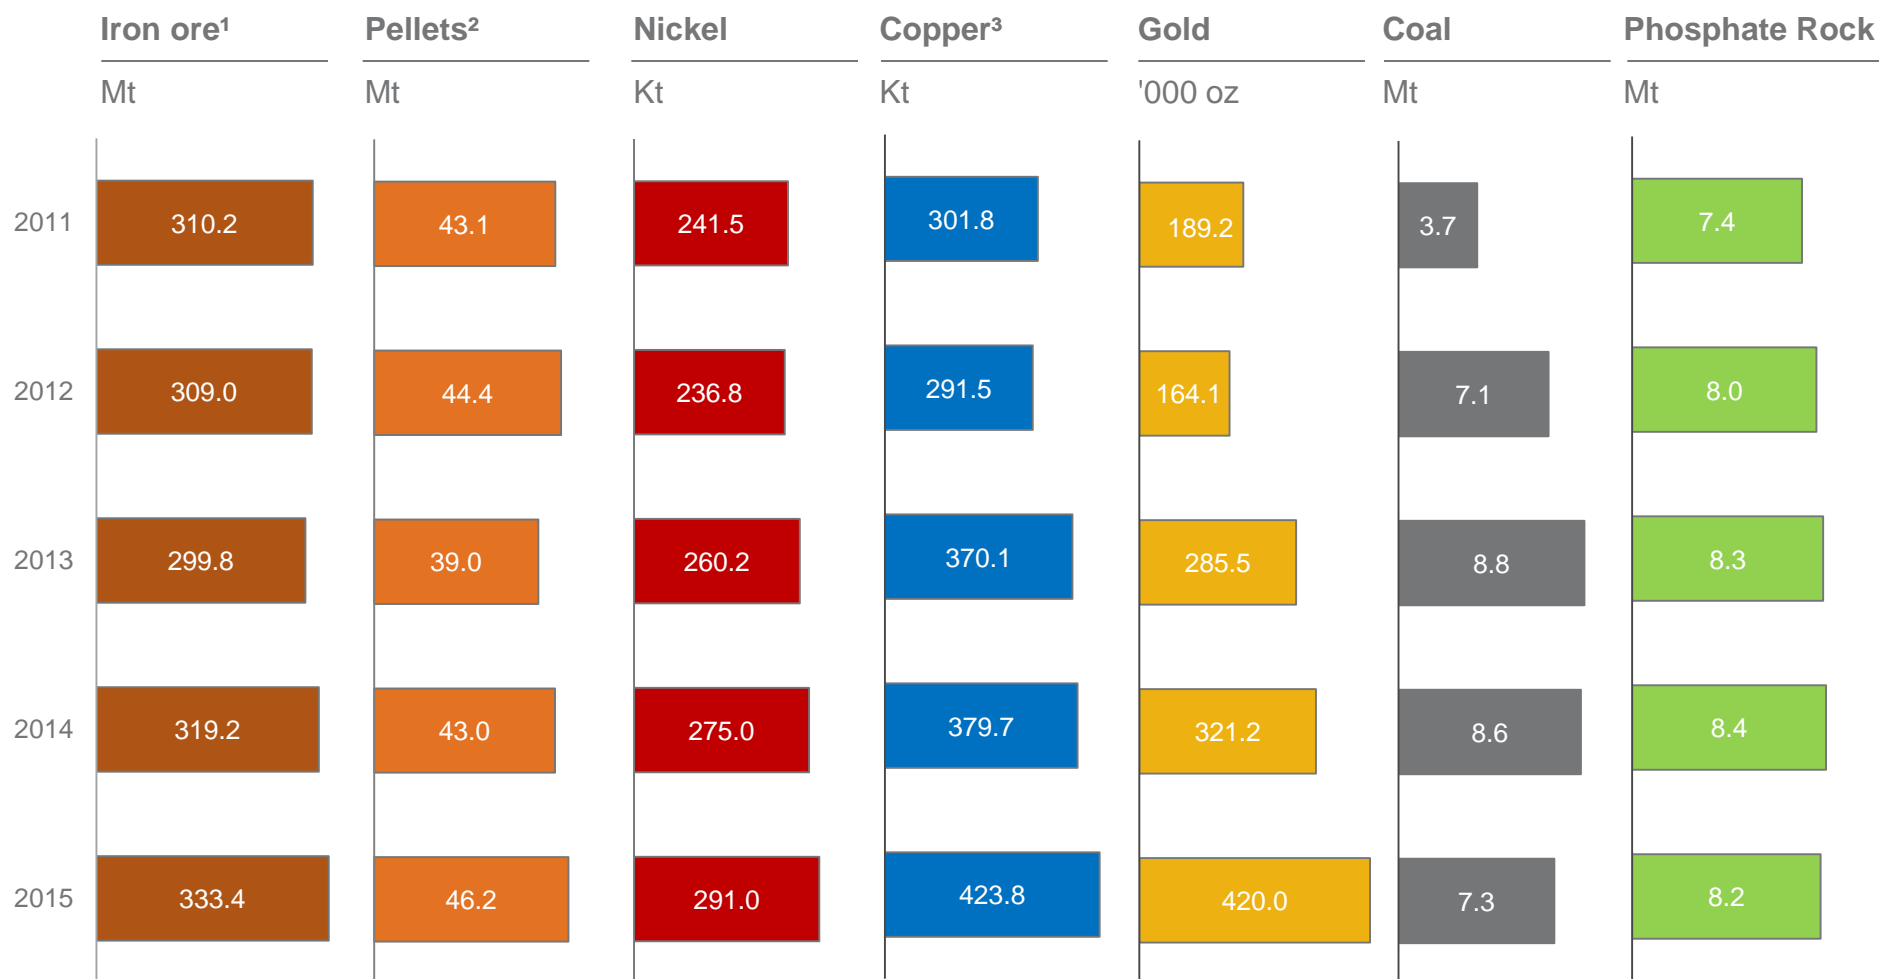 Iron ore¹ Pellets² Nickel Copper³ Gold Coal Phosphate Rock
Mt Mt Kt Kt '000 oz Mt Mt
2011 310.2 43.1 241.5 301.8 189.2 3.7 7.4
2012 309.0 44.4 236.8 291.5 164.1 7.1 8.0
2013 299.8 39.0 260.2 370.1 285.5 8.8 8.3
2014 319.2 43.0 275.0 379.7 321.2 8.6 8.4
2015 333.4 46.2 291.0 423.8 420.0 7.3 8.2